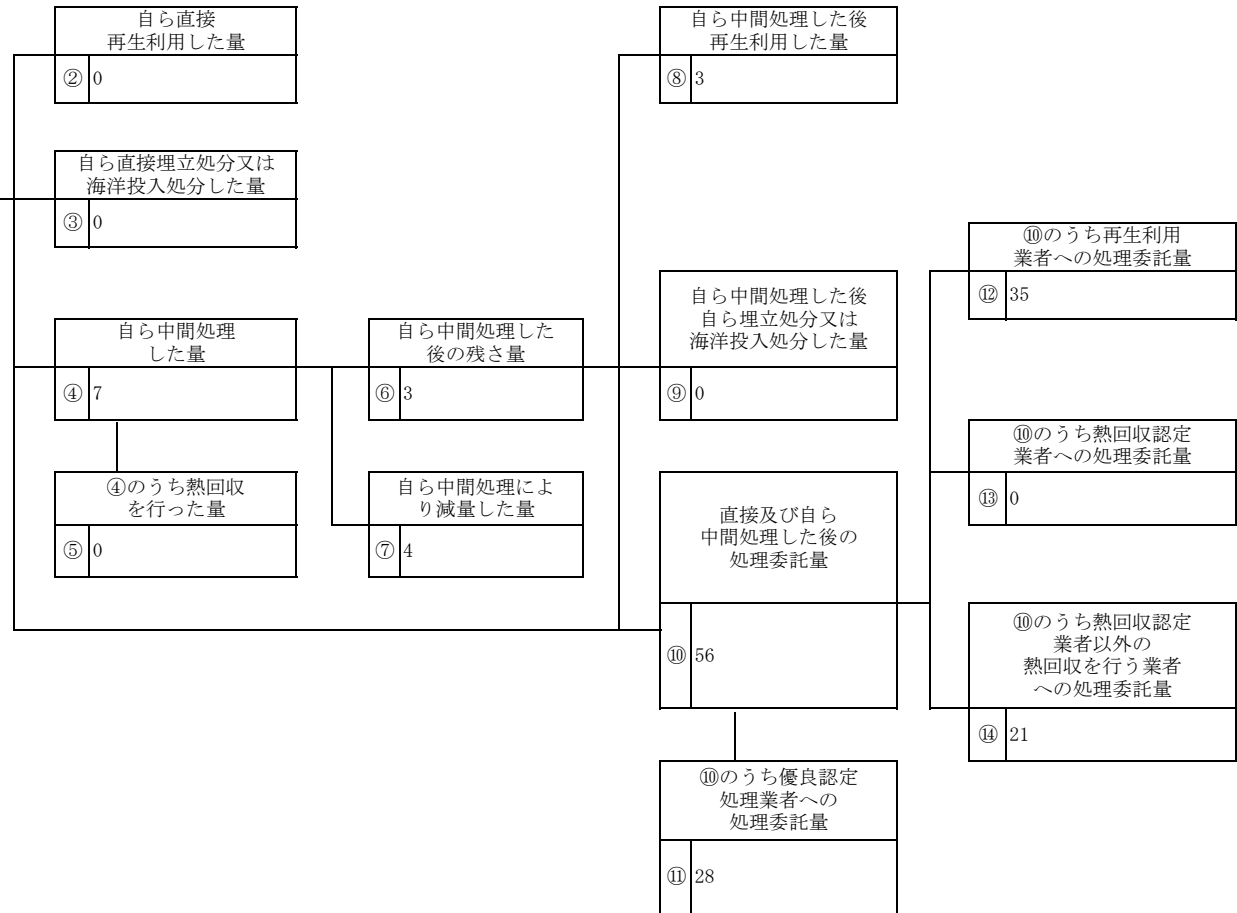 自ら直接
再生利用した量
② 0
自ら直接埋立処分又は
海洋投入処分した量
③ 0
自ら中間処理
した量
④ 7
④のうち熱回収
を行った量
⑤ 0
自ら中間処理した
後の残さ量
⑥ 3
自ら中間処理によ
り減量した量
⑦ 4
自ら中間処理した後
再生利用した量
⑧ 3
自ら中間処理した後
自ら埋立処分又は
海洋投入処分した量
⑨ 0
直接及び自ら
中間処理した後の
処理委託量
⑩ 56
⑩のうち優良認定
処理業者への
処理委託量
⑪ 28
⑩のうち再生利用
業者への処理委託量
⑫ 35
⑩のうち熱回収認定
業者への処理委託量
⑬ 0
⑩のうち熱回収認定
業者以外の
熱回収を行う業者
への処理委託量
⑭ 21